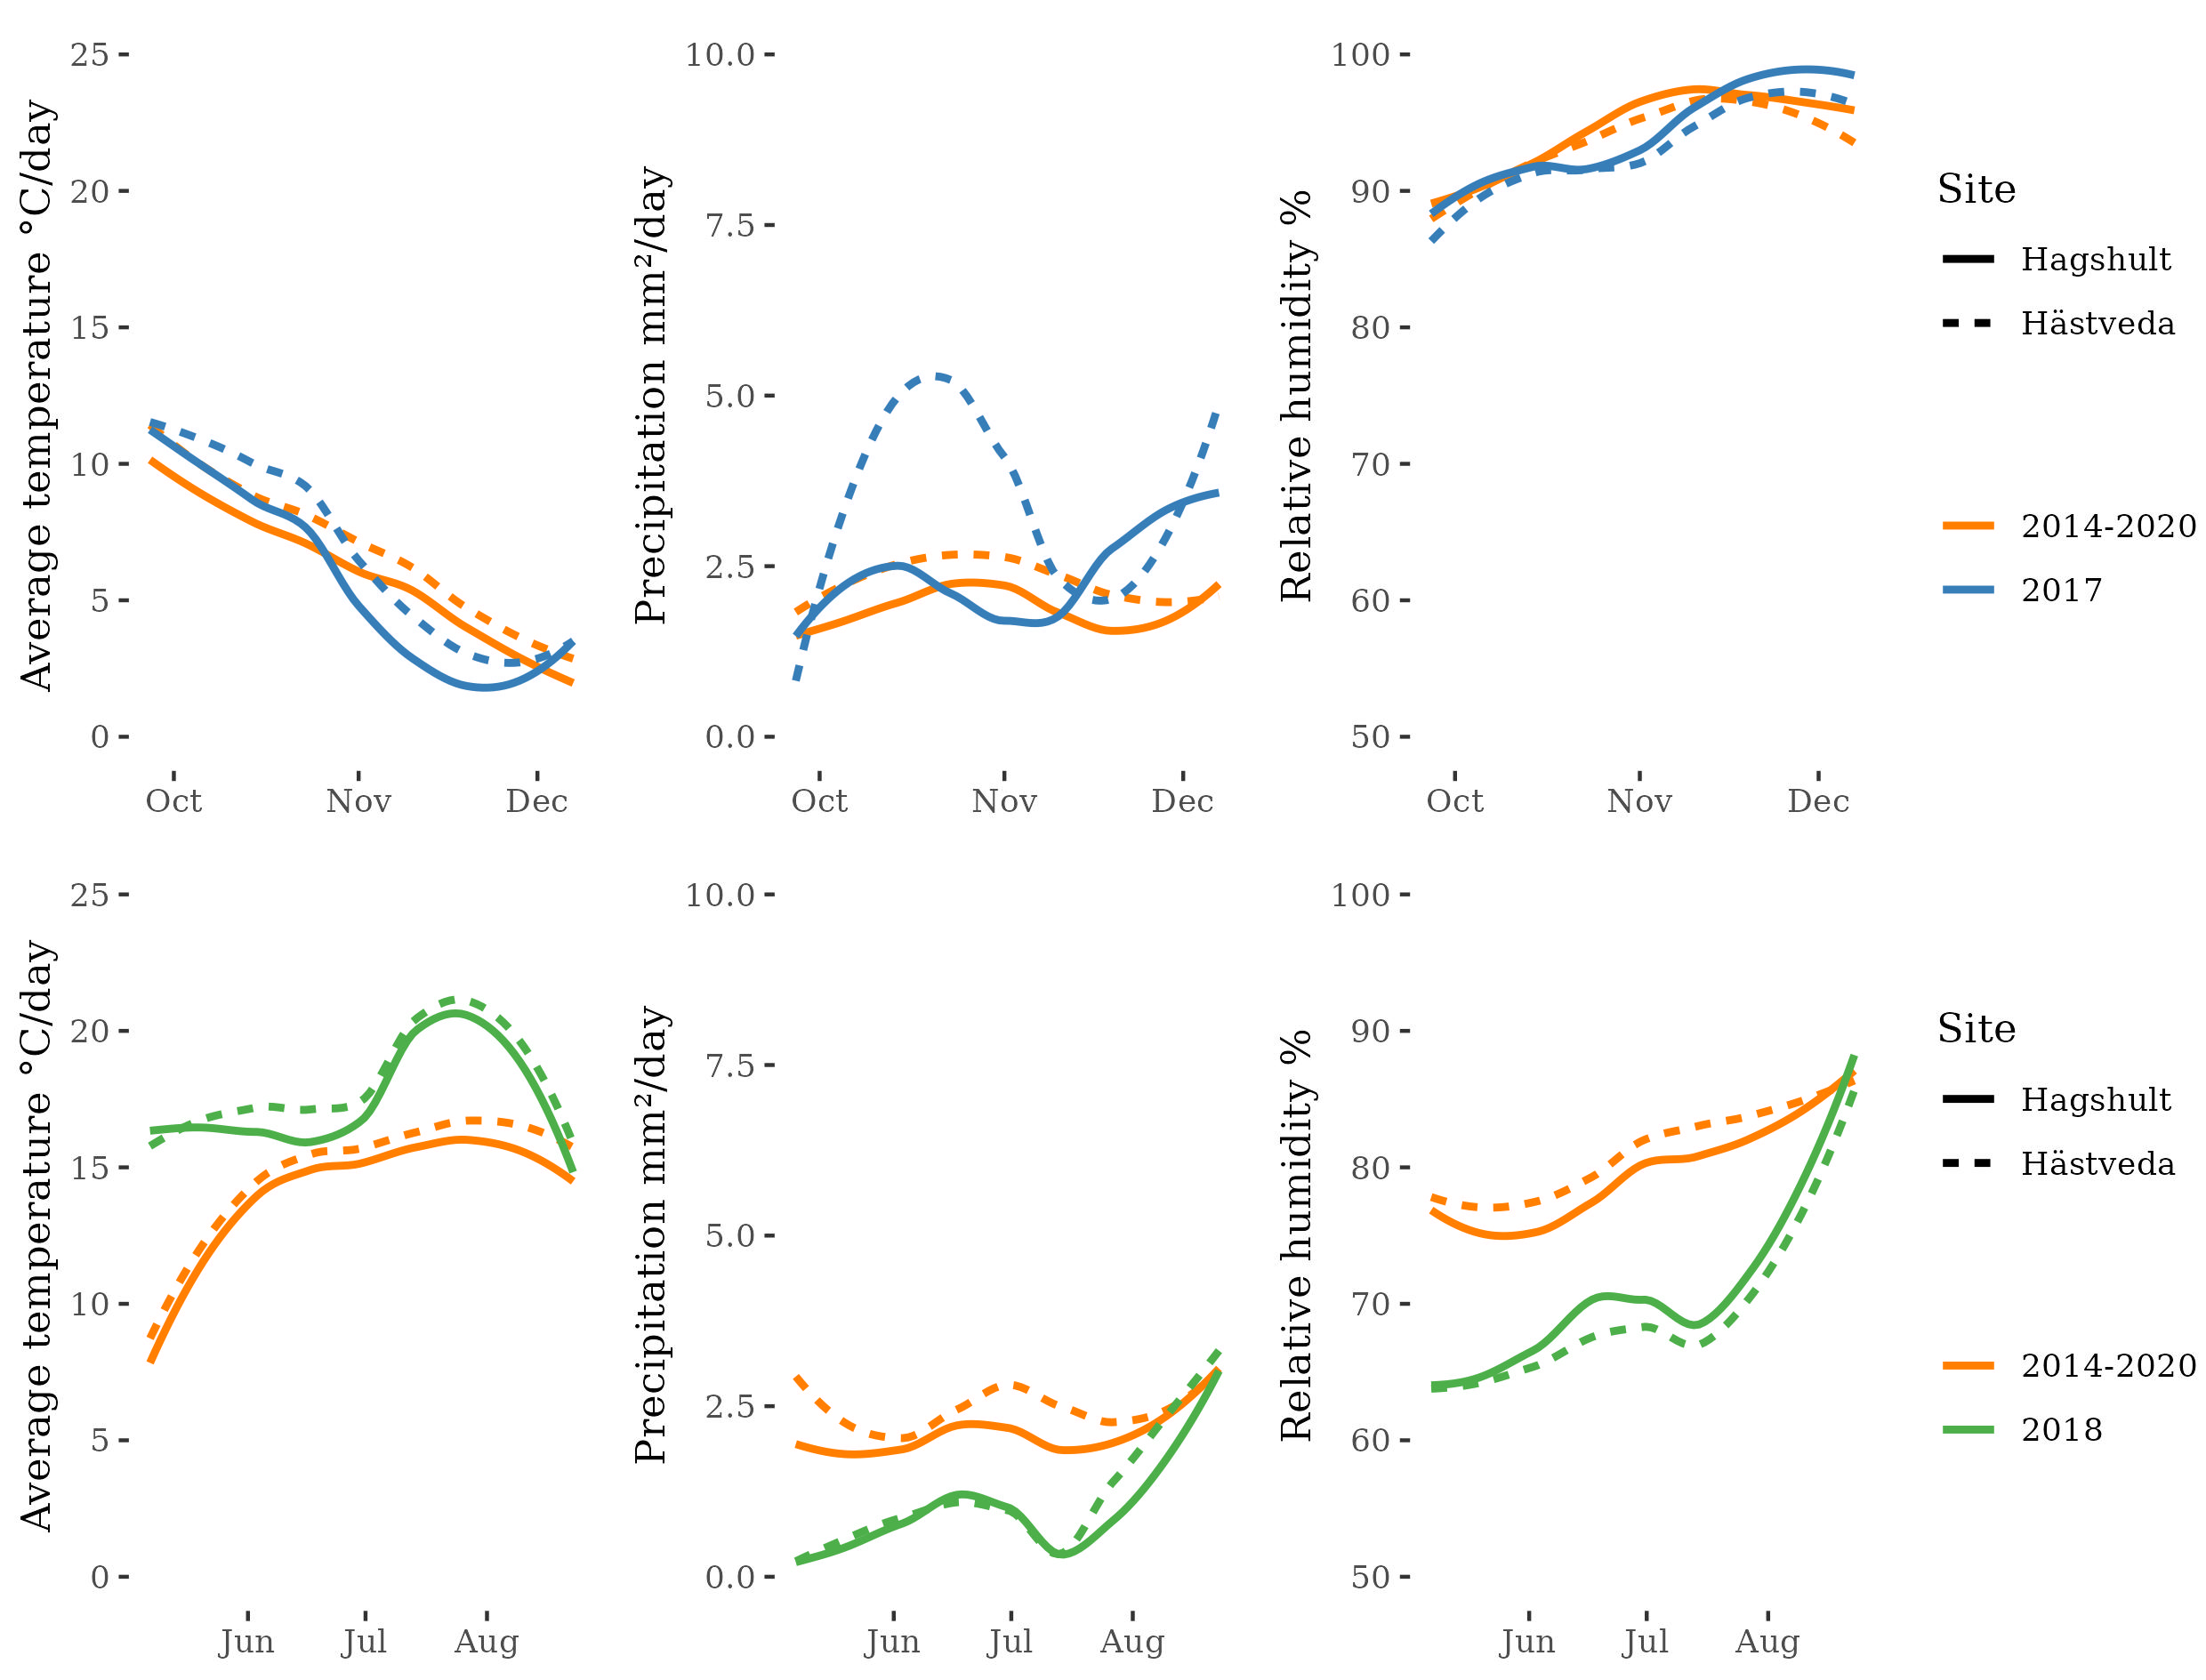 Average temperature °C/day
25
20
15
10
5
0
Oct Nov Dec
Precipitation mm²/day
10.0
7.5
5.0
2.5
0.0
Oct Nov Dec
Relative humidity %
100
90
80
70
60
50
Oct Nov Dec
Site
Hagshult
Hästveda
2014-2020
2017
Average temperature °C/day
25
20
15
10
5
0
Jun Jul Aug
Precipitation mm²/day
10.0
7.5
5.0
2.5
0.0
Jun Jul Aug
Relative humidity %
100
90
80
70
60
50
Jun Jul Aug
Site
Hagshult
Hästveda
2014-2020
2018